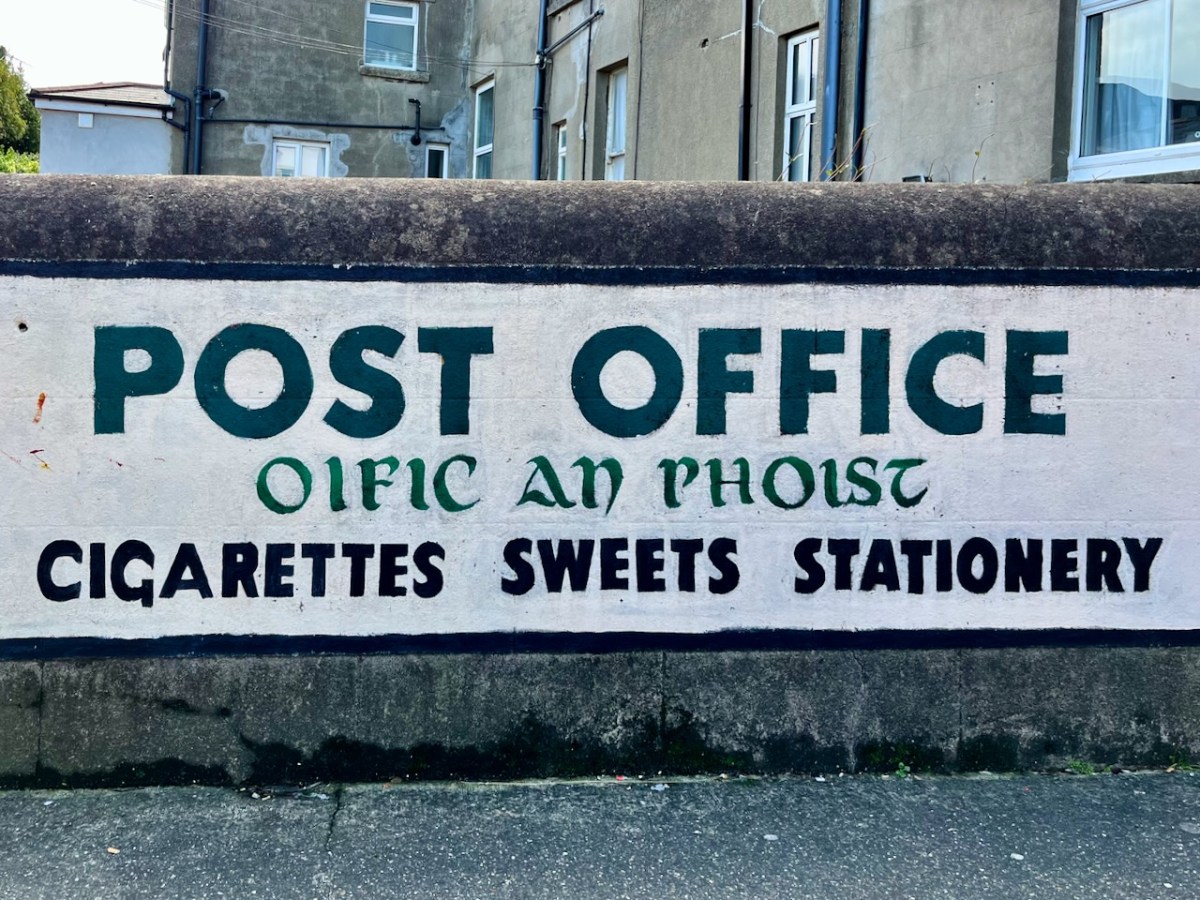 POST OFFICE
OIFIC AN PHOIST
CIGARETTES SWEETS STATIONERY